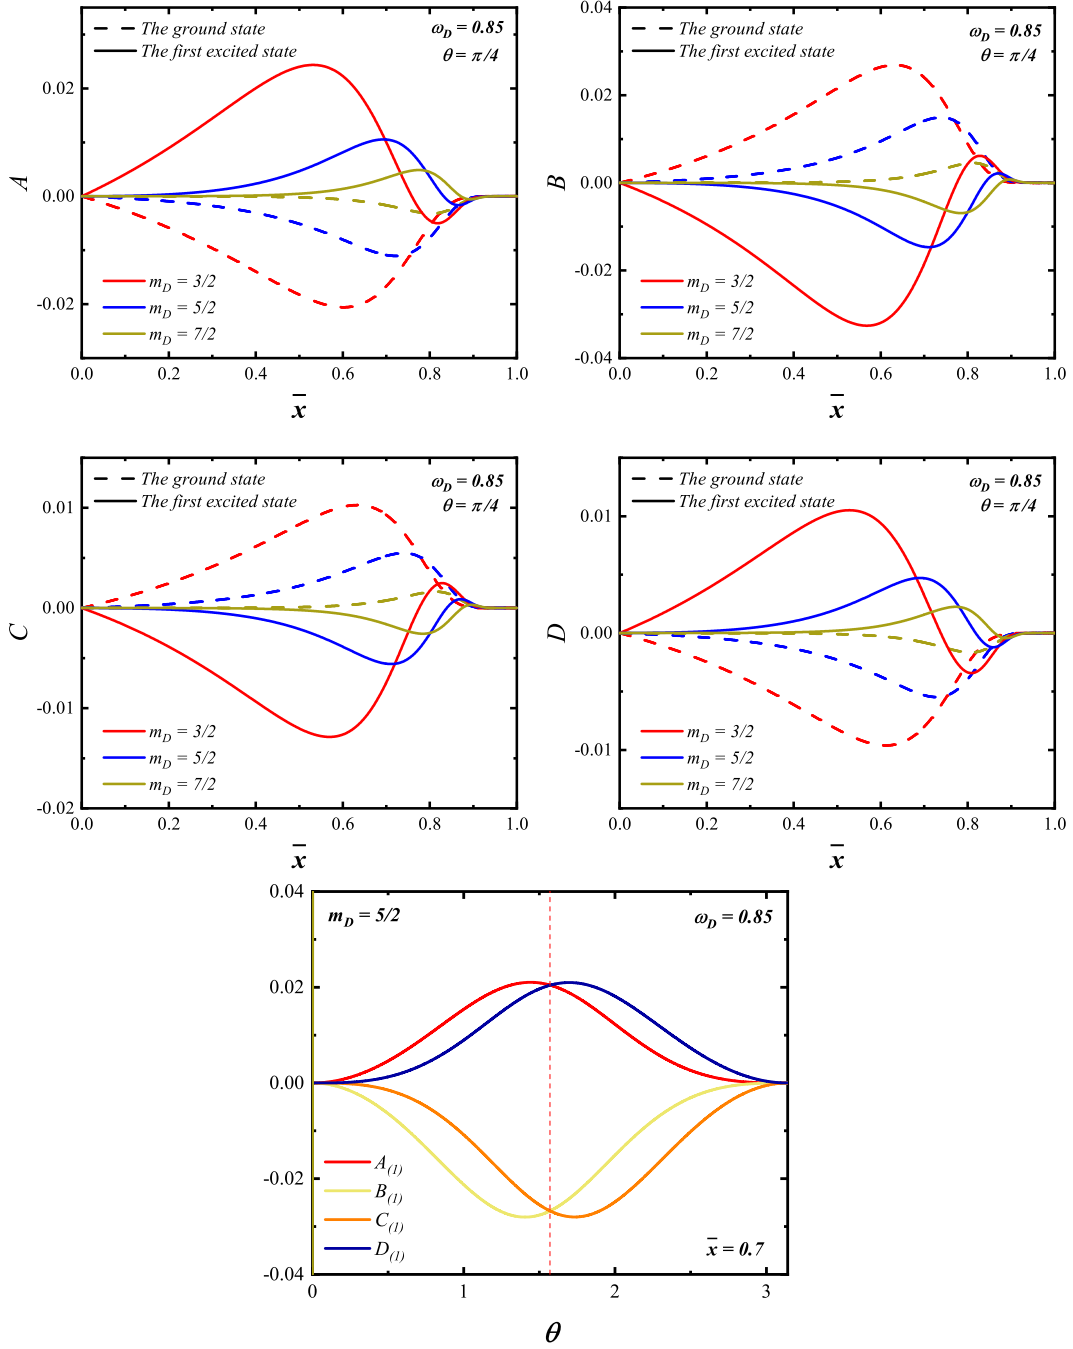 The ground state
The first excited state
ω_D = 0.85
θ = π/4
0.02
0.00
-0.02
A
m_D = 3/2
m_D = 5/2
m_D = 7/2
0.0 0.2 0.4 0.6 0.8 1.0
x̄
The ground state
The first excited state
ω_D = 0.85
θ = π/4
0.04
0.02
0.00
-0.02
-0.04
B
m_D = 3/2
m_D = 5/2
m_D = 7/2
0.0 0.2 0.4 0.6 0.8 1.0
x̄
The ground state
The first excited state
ω_D = 0.85
θ = π/4
0.01
0.00
-0.01
-0.02
C
m_D = 3/2
m_D = 5/2
m_D = 7/2
0.0 0.2 0.4 0.6 0.8 1.0
x̄
The ground state
The first excited state
ω_D = 0.85
θ = π/4
0.01
0.00
-0.01
D
m_D = 3/2
m_D = 5/2
m_D = 7/2
0.0 0.2 0.4 0.6 0.8 1.0
x̄
m_D = 5/2
ω_D = 0.85
0.04
0.02
0.00
-0.02
-0.04
A_(1)
B_(1)
C_(1)
D_(1)
x̄ = 0.7
0 1 2 3
θ